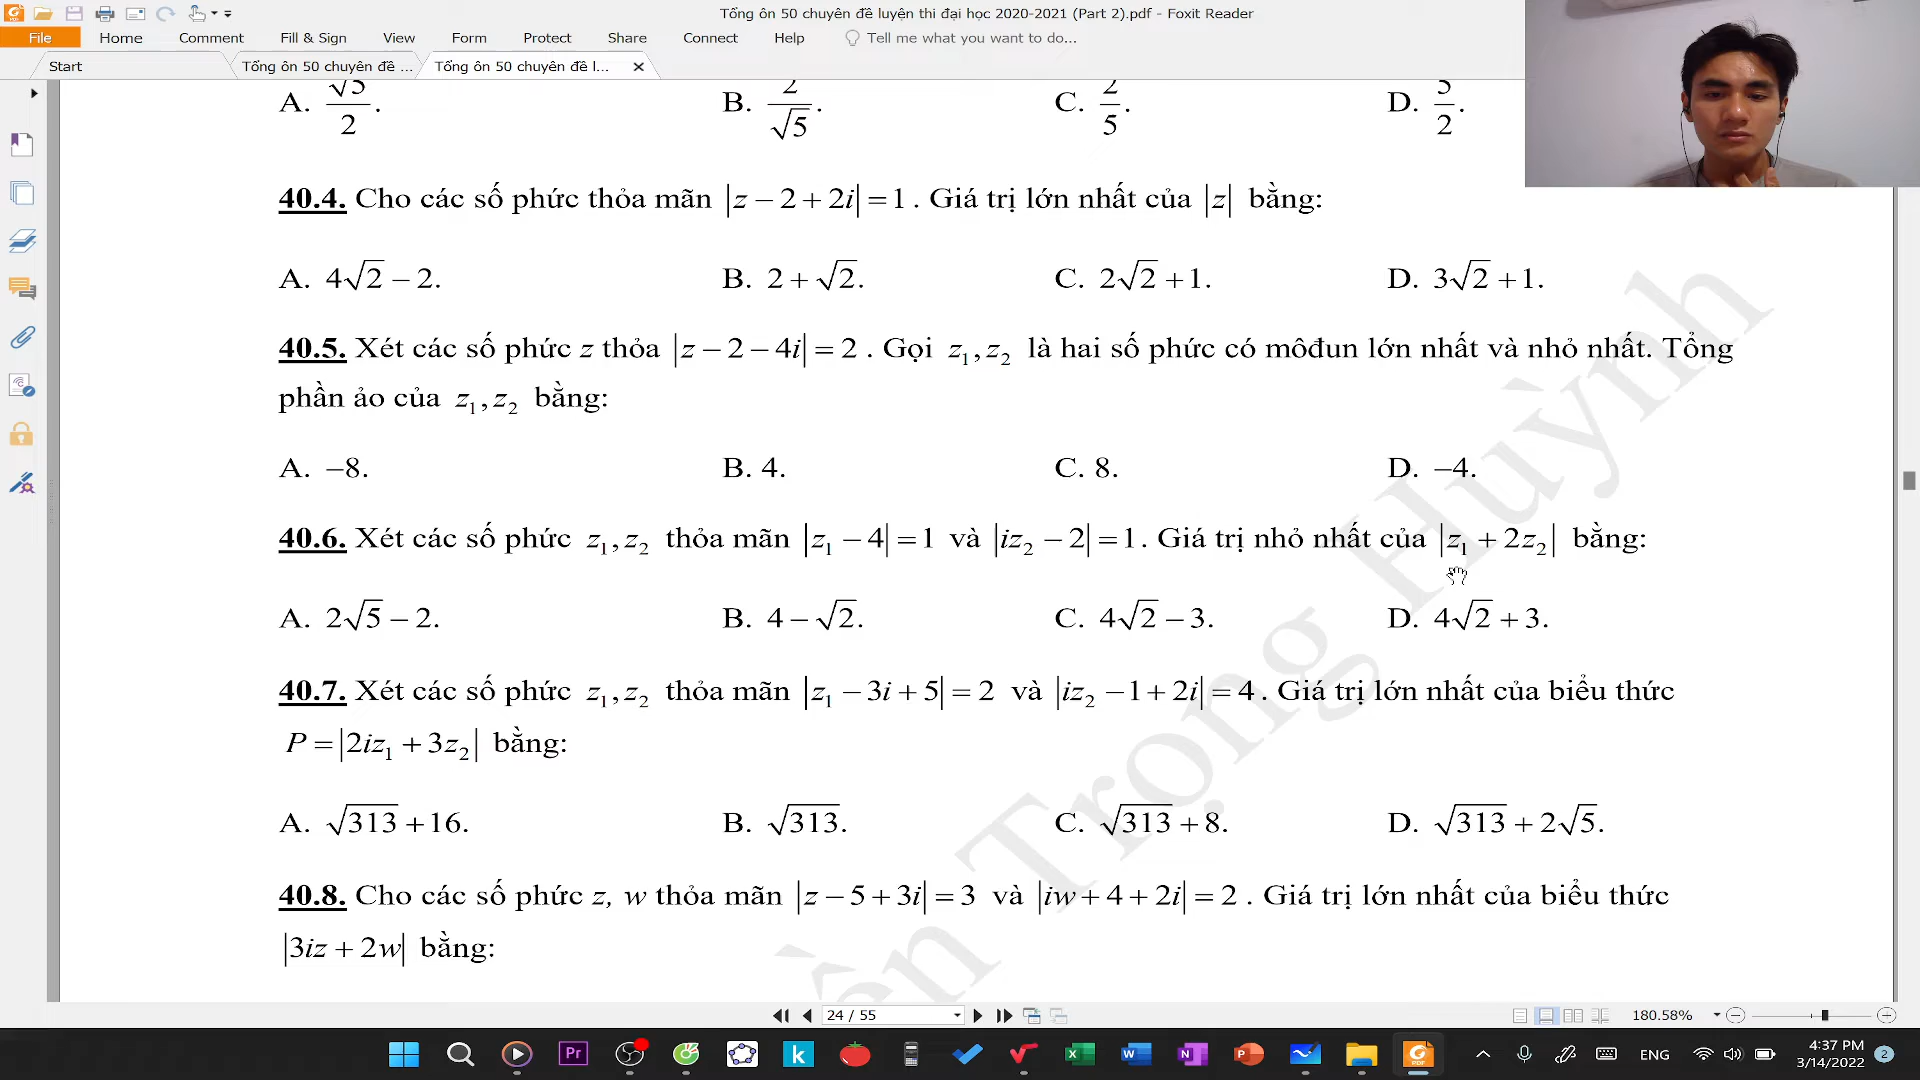 Tổng ôn 50 chuyên đề luyện thi đại học 2020-2021 (Part 2).pdf - Foxit Reader
File Home Comment Fill & Sign View Form Protect Share Connect Help Tell me what you want to do...
Start Tổng ôn 50 chuyên đề ... Tổng ôn 50 chuyên đề l...
A. √5/2. B. 2/√5. C. 2/5. D. 5/2.
40.4. Cho các số phức thỏa mãn |z − 2 + 2i| = 1. Giá trị lớn nhất của |z| bằng:
A. 4√2 − 2. B. 2 + √2. C. 2√2 + 1. D. 3√2 + 1.
40.5. Xét các số phức z thỏa |z − 2 − 4i| = 2. Gọi z₁, z₂ là hai số phức có môđun lớn nhất và nhỏ nhất. Tổng
phần ảo của z₁, z₂ bằng:
A. −8. B. 4. C. 8. D. −4.
40.6. Xét các số phức z₁, z₂ thỏa mãn |z₁ − 4| = 1 và |iz₂ − 2| = 1. Giá trị nhỏ nhất của |z₁ + 2z₂| bằng:
A. 2√5 − 2. B. 4 − √2. C. 4√2 − 3. D. 4√2 + 3.
40.7. Xét các số phức z₁, z₂ thỏa mãn |z₁ − 3i + 5| = 2 và |iz₂ − 1 + 2i| = 4. Giá trị lớn nhất của biểu thức
P = |2iz₁ + 3z₂| bằng:
A. √313 + 16. B. √313. C. √313 + 8. D. √313 + 2√5.
40.8. Cho các số phức z, w thỏa mãn |z − 5 + 3i| = 3 và |iw + 4 + 2i| = 2. Giá trị lớn nhất của biểu thức
|3iz + 2w| bằng:
Trọng Huỳnh
24 / 55
180.58%
ENG
4:37 PM
3/14/2022
2